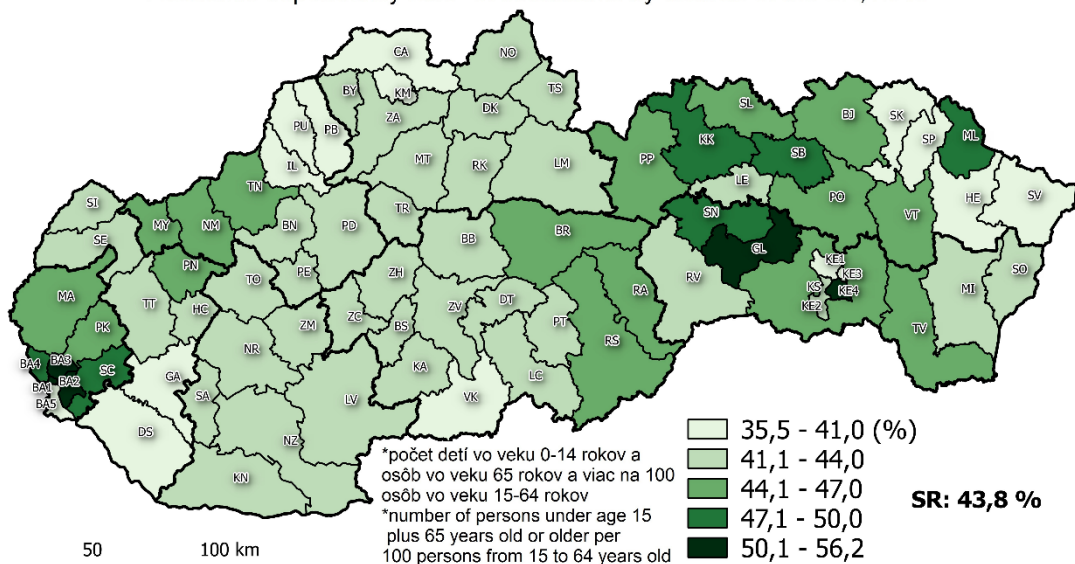 CA
NO
BY
KM
TS
ZA
DK
PU
PB
IL
MT
RK
LM
SL
BJ
SK
SP
ML
KK
PP
SB
LE
PO
VT
HE
SV
TN
SI
MY
NM
BN
PD
TR
BB
BR
SN
GL
SE
PN
PE
TO
ZH
RV
KE1
KE3
KS
KE4
KE2
MI
SO
MA
TT
HC
ZM
ZC
BS
ZV
DT
RA
PT
PK
NR
KA
RS
TV
BA4
BA3
SC
BA1
BA2
BA5
GA
SA
LV
VK
LC
DS
NZ
KN
*počet detí vo veku 0-14 rokov a
osôb vo veku 65 rokov a viac na 100
osôb vo veku 15-64 rokov
*number of persons under age 15
plus 65 years old or older per
100 persons from 15 to 64 years old
35,5 - 41,0 (%)
41,1 - 44,0
44,1 - 47,0
47,1 - 50,0
50,1 - 56,2
SR: 43,8 %
50 100 km